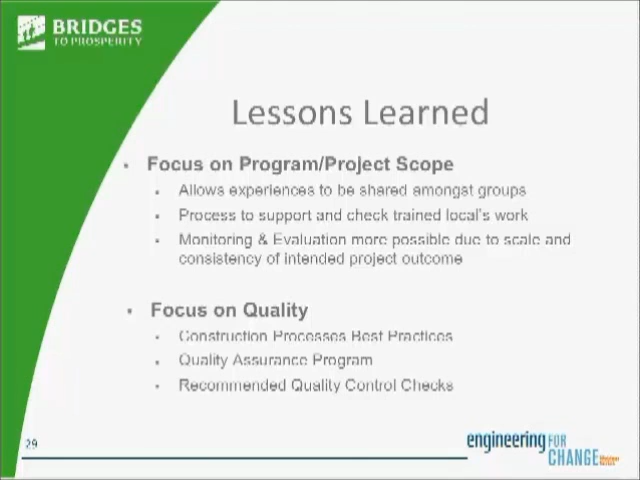 BRIDGES
TO PROSPERITY
Lessons Learned
Focus on Program/Project Scope
Allows experiences to be shared amongst groups
Process to support and check trained local's work
Monitoring & Evaluation more possible due to scale and
consistency of intended project outcome
Focus on Quality
Construction Processes Best Practices
Quality Assurance Program
Recommended Quality Control Checks
29
engineering FOR
CHANGE